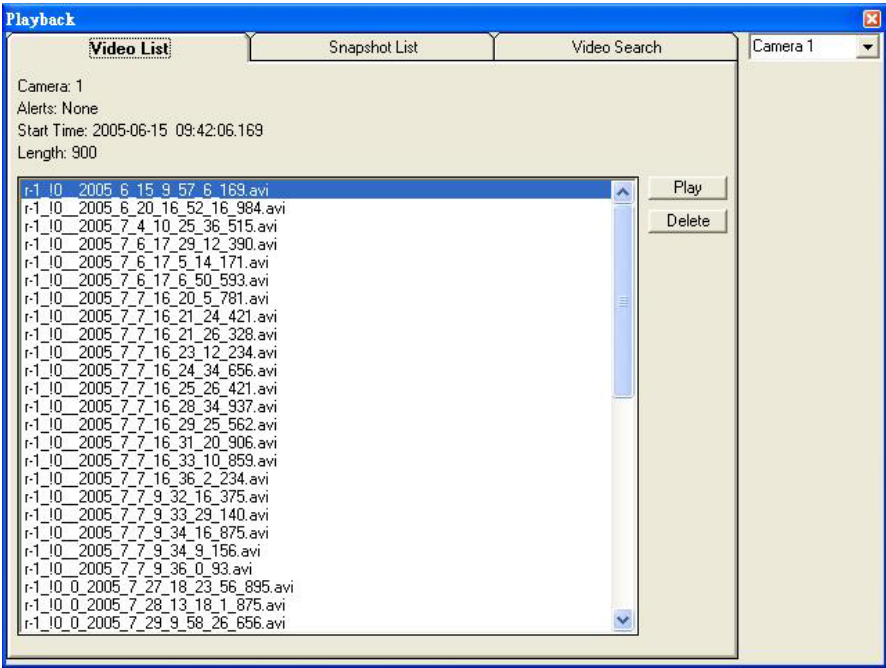 Playback
Video List
Snapshot List
Video Search
Camera 1
Camera: 1
Alerts: None
Start Time: 2005-06-15  09:42:06.169
Length: 900
r-1_!0__2005_6_15_9_57_6_169.avi
r-1_!0__2005_6_20_16_52_16_984.avi
r-1_!0__2005_7_4_10_25_36_515.avi
r-1_!0__2005_7_6_17_29_12_390.avi
r-1_!0__2005_7_6_17_5_14_171.avi
r-1_!0__2005_7_6_17_6_50_593.avi
r-1_!0__2005_7_7_16_20_5_781.avi
r-1_!0__2005_7_7_16_21_24_421.avi
r-1_!0__2005_7_7_16_21_26_328.avi
r-1_!0__2005_7_7_16_23_12_234.avi
r-1_!0__2005_7_7_16_24_34_656.avi
r-1_!0__2005_7_7_16_25_26_421.avi
r-1_!0__2005_7_7_16_28_34_937.avi
r-1_!0__2005_7_7_16_29_25_562.avi
r-1_!0__2005_7_7_16_31_20_906.avi
r-1_!0__2005_7_7_16_33_10_859.avi
r-1_!0__2005_7_7_16_36_2_234.avi
r-1_!0__2005_7_7_9_32_16_375.avi
r-1_!0__2005_7_7_9_33_29_140.avi
r-1_!0__2005_7_7_9_34_16_875.avi
r-1_!0__2005_7_7_9_34_9_156.avi
r-1_!0__2005_7_7_9_36_0_93.avi
r-1_!0_0_2005_7_27_18_23_56_895.avi
r-1_!0_0_2005_7_28_13_18_1_875.avi
r-1_!0_0_2005_7_29_9_58_26_656.avi
Play
Delete